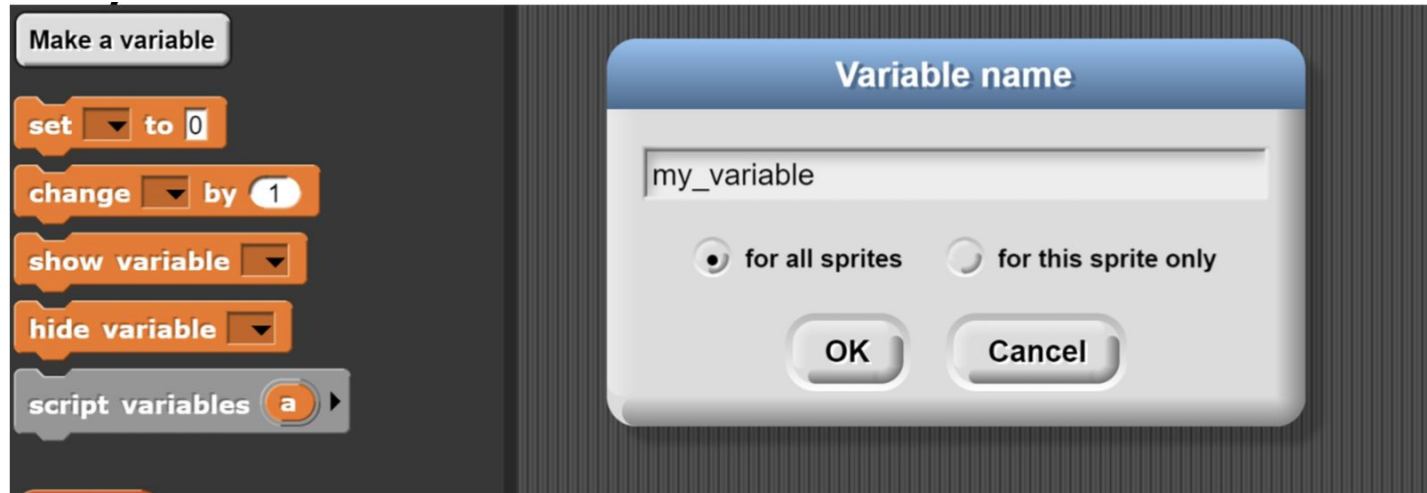 Make a variable
set to 0
change by 1
show variable
hide variable
script variables a
Variable name
my_variable
for all sprites for this sprite only
OK Cancel